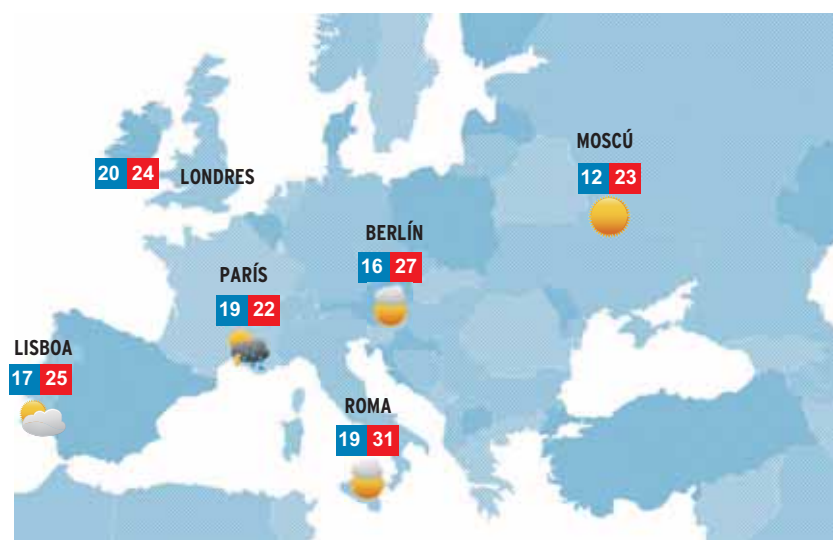 MOSCÚ
12 23
20 24
LONDRES
BERLÍN
16 27
PARÍS
19 22
LISBOA
17 25
ROMA
19 31